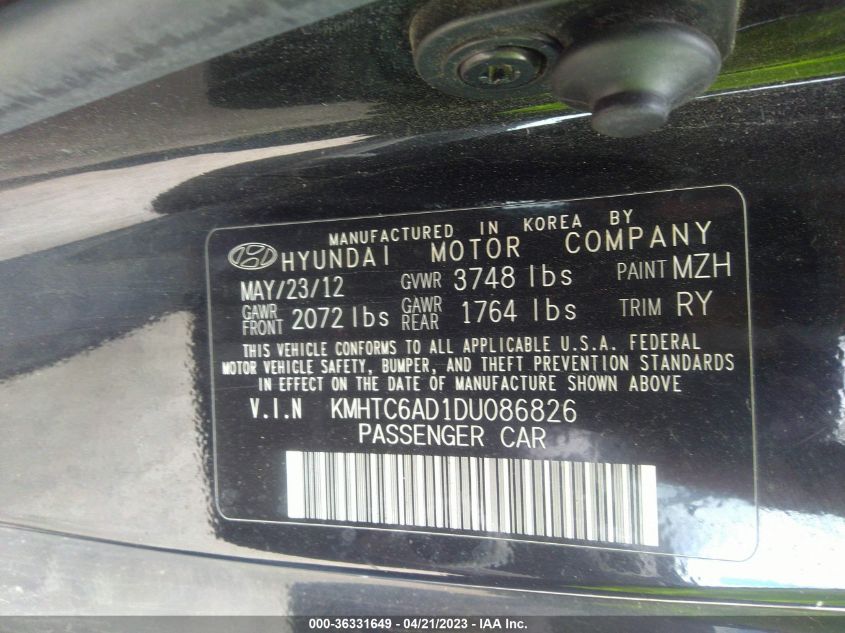 MANUFACTURED IN KOREA BY
HYUNDAI MOTOR COMPANY
MAY/23/12 GVWR 3748 lbs PAINT MZH
GAWR FRONT 2072 lbs GAWR REAR 1764 lbs TRIM RY
THIS VEHICLE CONFORMS TO ALL APPLICABLE U.S.A. FEDERAL
MOTOR VEHICLE SAFETY, BUMPER, AND THEFT PREVENTION STANDARDS
IN EFFECT ON THE DATE OF MANUFACTURE SHOWN ABOVE
V.I.N KMHTC6AD1DU086826
PASSENGER CAR
000-36331649 - 04/21/2023 - IAA Inc.